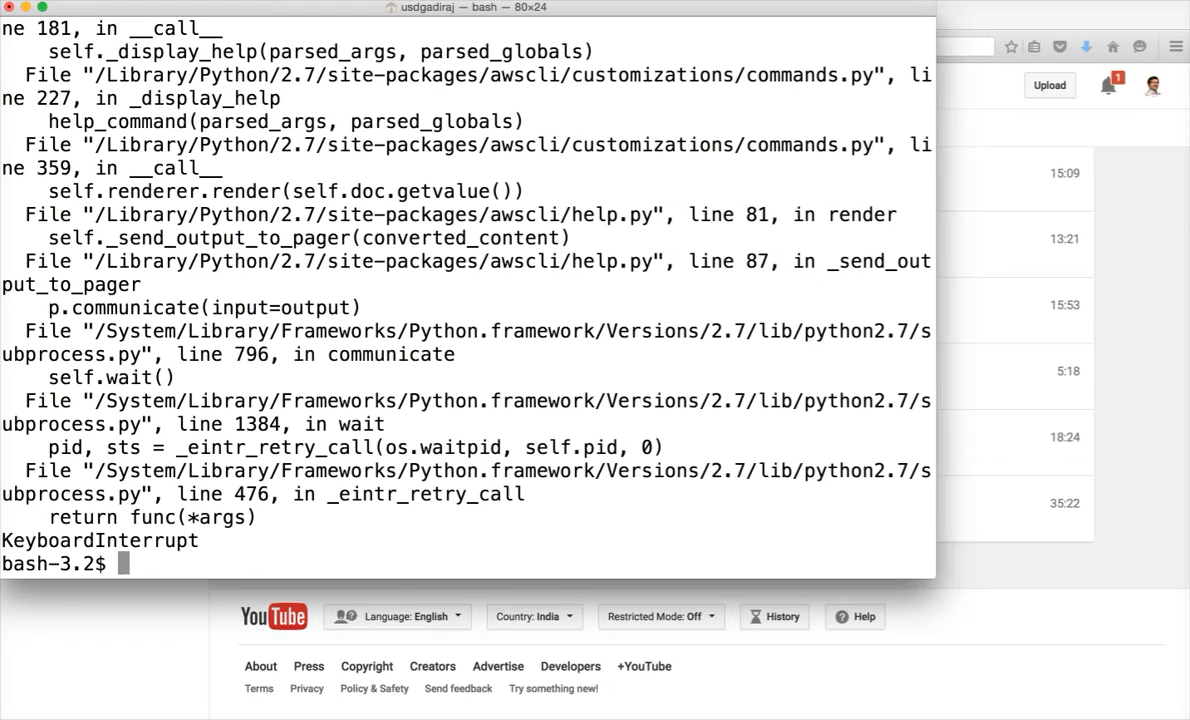 usdgadiraj — bash — 80×24
ne 181, in __call__
    self._display_help(parsed_args, parsed_globals)
  File "/Library/Python/2.7/site-packages/awscli/customizations/commands.py", li
ne 227, in _display_help
    help_command(parsed_args, parsed_globals)
  File "/Library/Python/2.7/site-packages/awscli/customizations/commands.py", li
ne 359, in __call__
    self.renderer.render(self.doc.getvalue())
  File "/Library/Python/2.7/site-packages/awscli/help.py", line 81, in render
    self._send_output_to_pager(converted_content)
  File "/Library/Python/2.7/site-packages/awscli/help.py", line 87, in _send_out
put_to_pager
    p.communicate(input=output)
  File "/System/Library/Frameworks/Python.framework/Versions/2.7/lib/python2.7/s
ubprocess.py", line 796, in communicate
    self.wait()
  File "/System/Library/Frameworks/Python.framework/Versions/2.7/lib/python2.7/s
ubprocess.py", line 1384, in wait
    pid, sts = _eintr_retry_call(os.waitpid, self.pid, 0)
  File "/System/Library/Frameworks/Python.framework/Versions/2.7/lib/python2.7/s
ubprocess.py", line 476, in _eintr_retry_call
    return func(*args)
KeyboardInterrupt
bash-3.2$
Upload 1
15:09
13:21
15:53
5:18
18:24
35:22
YouTube Language: English Country: India Restricted Mode: Off History Help
About Press Copyright Creators Advertise Developers +YouTube
Terms Privacy Policy & Safety Send feedback Try something new!